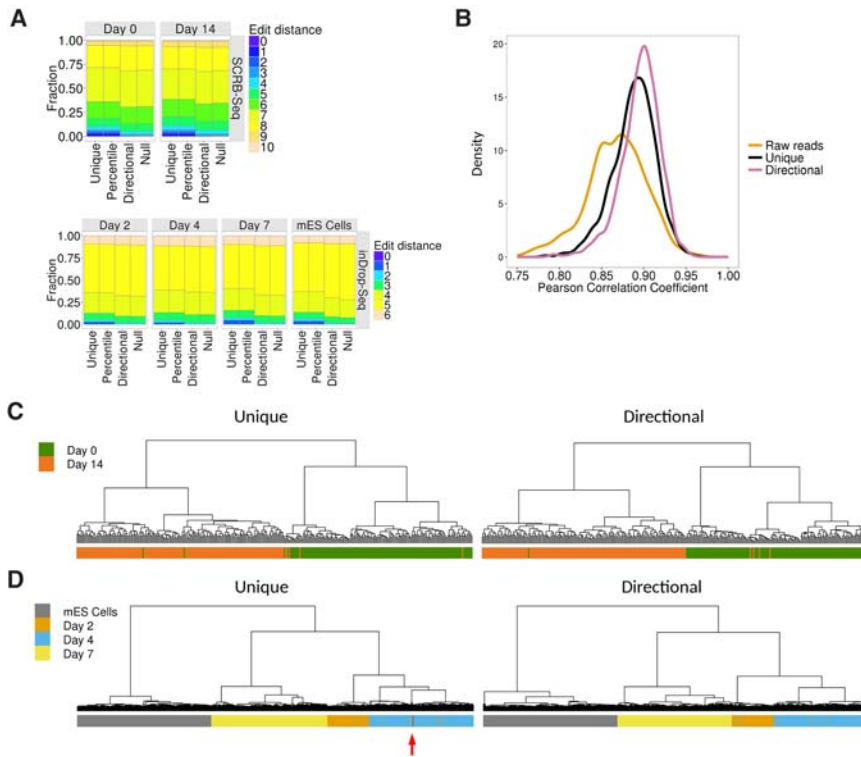 A
Day 0
Day 14
Edit distance
0
1
2
3
4
5
6
7
8
9
10
SCRB-Seq
Fraction
1.00
0.75
0.50
0.25
0.00
Unique
Percentile
Directional
Null
Unique
Percentile
Directional
Null
Day 2
Day 4
Day 7
mES Cells
Edit distance
0
1
2
3
4
5
6
inDrop-Seq
Fraction
1.00
0.75
0.50
0.25
0.00
Unique
Percentile
Directional
Null
Unique
Percentile
Directional
Null
Unique
Percentile
Directional
Null
Unique
Percentile
Directional
Null
B
20
15
10
5
0
Density
0.75 0.80 0.85 0.90 0.95 1.00
Pearson Correlation Coefficient
Raw reads
Unique
Directional
C
Unique
Directional
Day 0
Day 14
D
Unique
Directional
mES Cells
Day 2
Day 4
Day 7